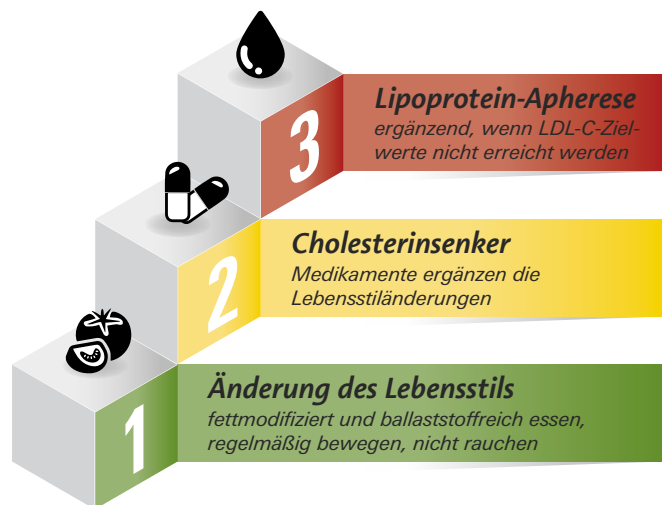 3
Lipoprotein-Apherese
ergänzend, wenn LDL-C-Ziel-
werte nicht erreicht werden
2
Cholesterinsenker
Medikamente ergänzen die
Lebensstiländerungen
1
Änderung des Lebensstils
fettmodifiziert und ballaststoffreich essen,
regelmäßig bewegen, nicht rauchen